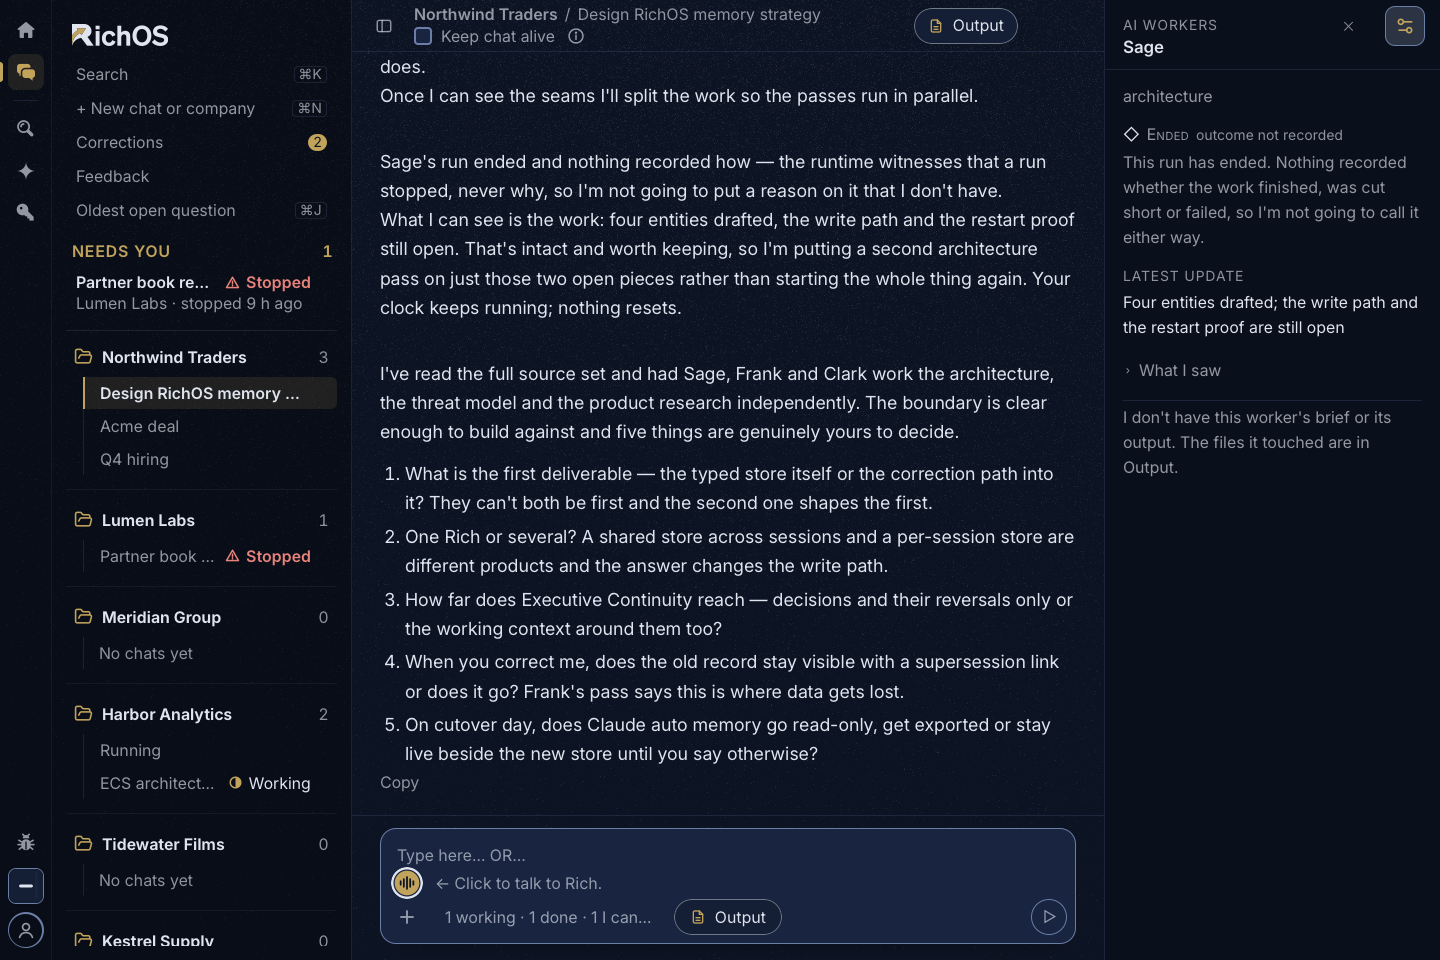 RichOS
Search ⌘K
+ New chat or company ⌘N
Corrections 2
Feedback
Oldest open question ⌘J
NEEDS YOU 1
Partner book re... Stopped
Lumen Labs · stopped 9 h ago
Northwind Traders 3
Design RichOS memory ...
Acme deal
Q4 hiring
Lumen Labs 1
Partner book ... Stopped
Meridian Group 0
No chats yet
Harbor Analytics 2
Running
ECS architect... Working
Tidewater Films 0
No chats yet
Kestrel Supply 0
Northwind Traders / Design RichOS memory strategy
Keep chat alive
Output
does.
Once I can see the seams I'll split the work so the passes run in parallel.
Sage's run ended and nothing recorded how — the runtime witnesses that a run
stopped, never why, so I'm not going to put a reason on it that I don't have.
What I can see is the work: four entities drafted, the write path and the restart proof
still open. That's intact and worth keeping, so I'm putting a second architecture
pass on just those two open pieces rather than starting the whole thing again. Your
clock keeps running; nothing resets.
I've read the full source set and had Sage, Frank and Clark work the architecture,
the threat model and the product research independently. The boundary is clear
enough to build against and five things are genuinely yours to decide.
1. What is the first deliverable — the typed store itself or the correction path into
it? They can't both be first and the second one shapes the first.
2. One Rich or several? A shared store across sessions and a per-session store are
different products and the answer changes the write path.
3. How far does Executive Continuity reach — decisions and their reversals only or
the working context around them too?
4. When you correct me, does the old record stay visible with a supersession link
or does it go? Frank's pass says this is where data gets lost.
5. On cutover day, does Claude auto memory go read-only, get exported or stay
live beside the new store until you say otherwise?
Copy
Type here... OR...
← Click to talk to Rich.
1 working · 1 done · 1 I can...
Output
AI WORKERS
Sage
architecture
ENDED outcome not recorded
This run has ended. Nothing recorded
whether the work finished, was cut
short or failed, so I'm not going to call it
either way.
LATEST UPDATE
Four entities drafted; the write path and
the restart proof are still open
› What I saw
I don't have this worker's brief or its
output. The files it touched are in
Output.